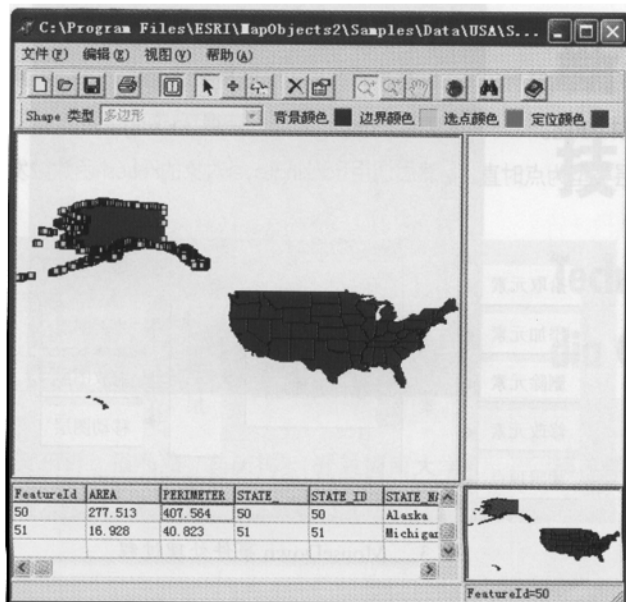 C:\Program Files\ESRI\MapObjects2\Samples\Data\USA\S...
文件(F) 编辑(E) 视图(V) 帮助(A)
Shape 类型 多边形 背景颜色 边界颜色 选点颜色 定位颜色
FeatureId AREA PERIMETER STATE_ STATE_ID STATE_NA
50 277.513 407.564 50 50 Alaska
51 16.928 40.823 51 51 Michigan
FeatureId=50